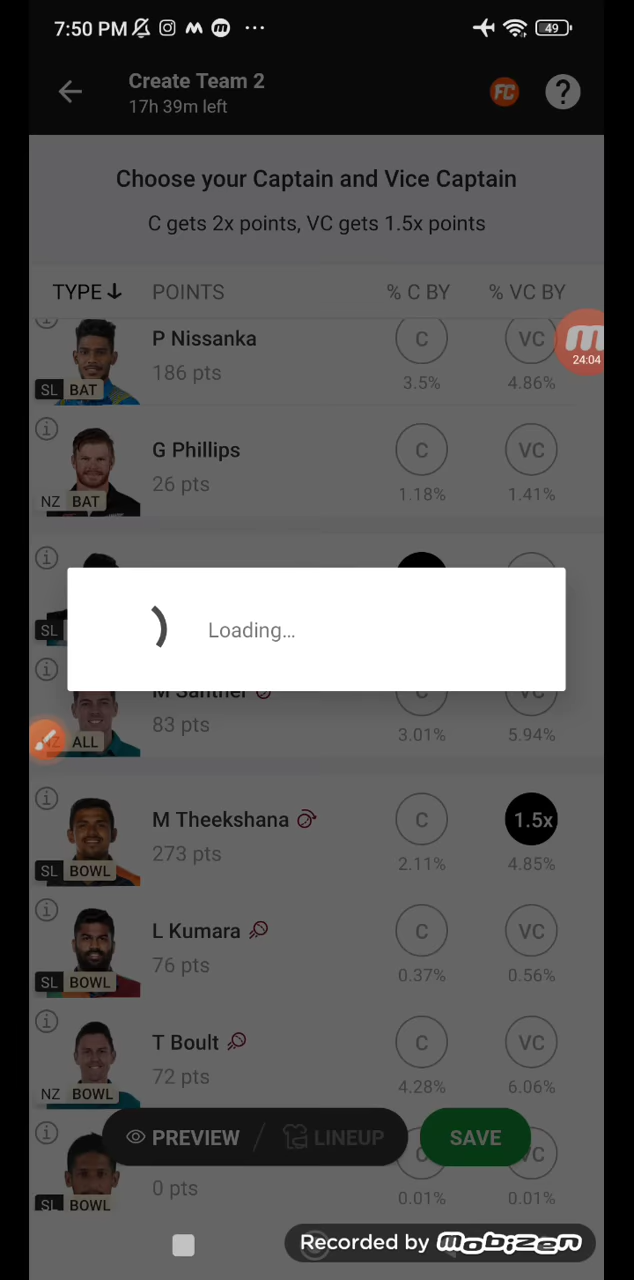 7:50 PM
49
Create Team 2
17h 39m left
FC
?
Choose your Captain and Vice Captain
C gets 2x points, VC gets 1.5x points
TYPE POINTS % C BY % VC BY
P Nissanka
C
VC
186 pts
SL BAT
3.5%
4.86%
24:04
G Phillips
C
VC
26 pts
NZ BAT
1.18%
1.41%
SL
Loading...
M Santner
C
VC
83 pts
NZ ALL
3.01%
5.94%
M Theekshana
C
1.5x
273 pts
SL BOWL
2.11%
4.85%
L Kumara
C
VC
76 pts
SL BOWL
0.37%
0.56%
T Boult
C
VC
72 pts
NZ BOWL
4.28%
6.06%
PREVIEW / LINEUP
SAVE
C
VC
0 pts
SL BOWL
0.01%
0.01%
Recorded by mobizen